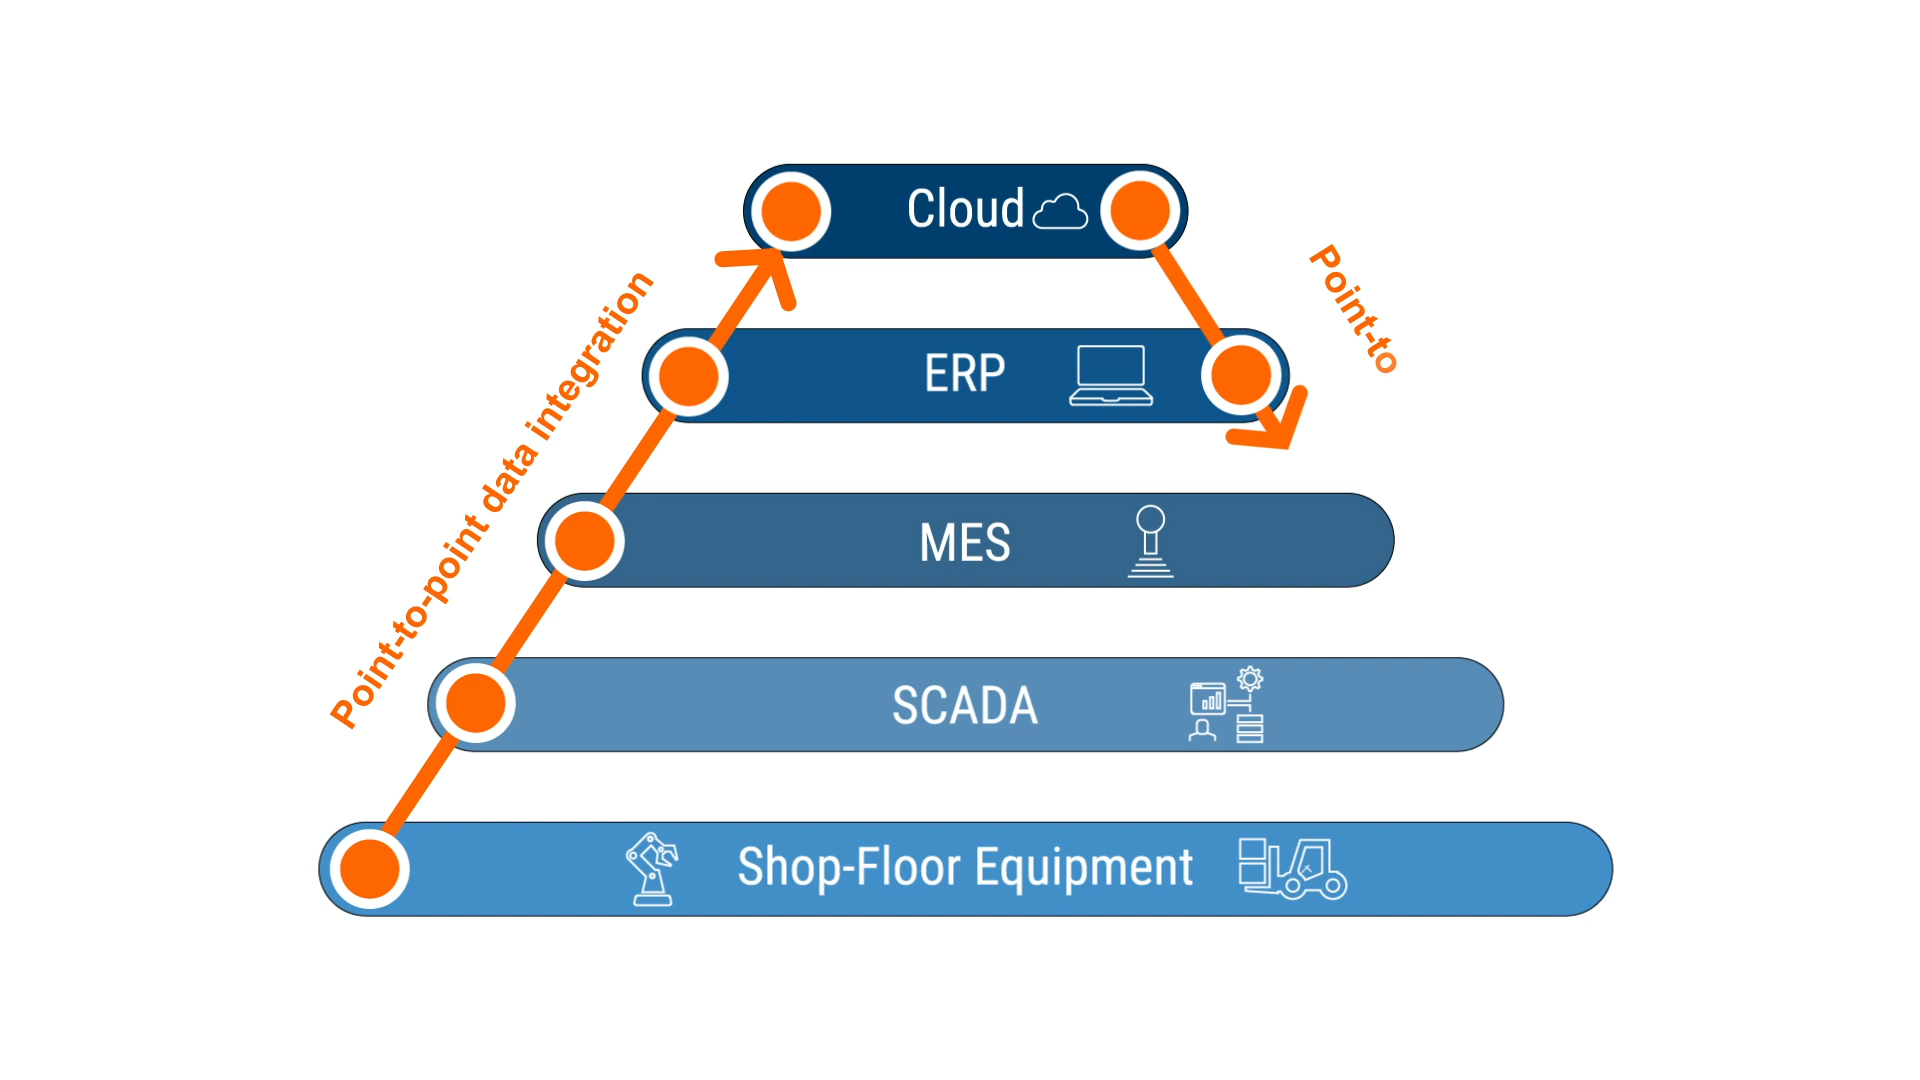 Cloud
Point-to
Point-to-point data integration
ERP
MES
SCADA
Shop-Floor Equipment